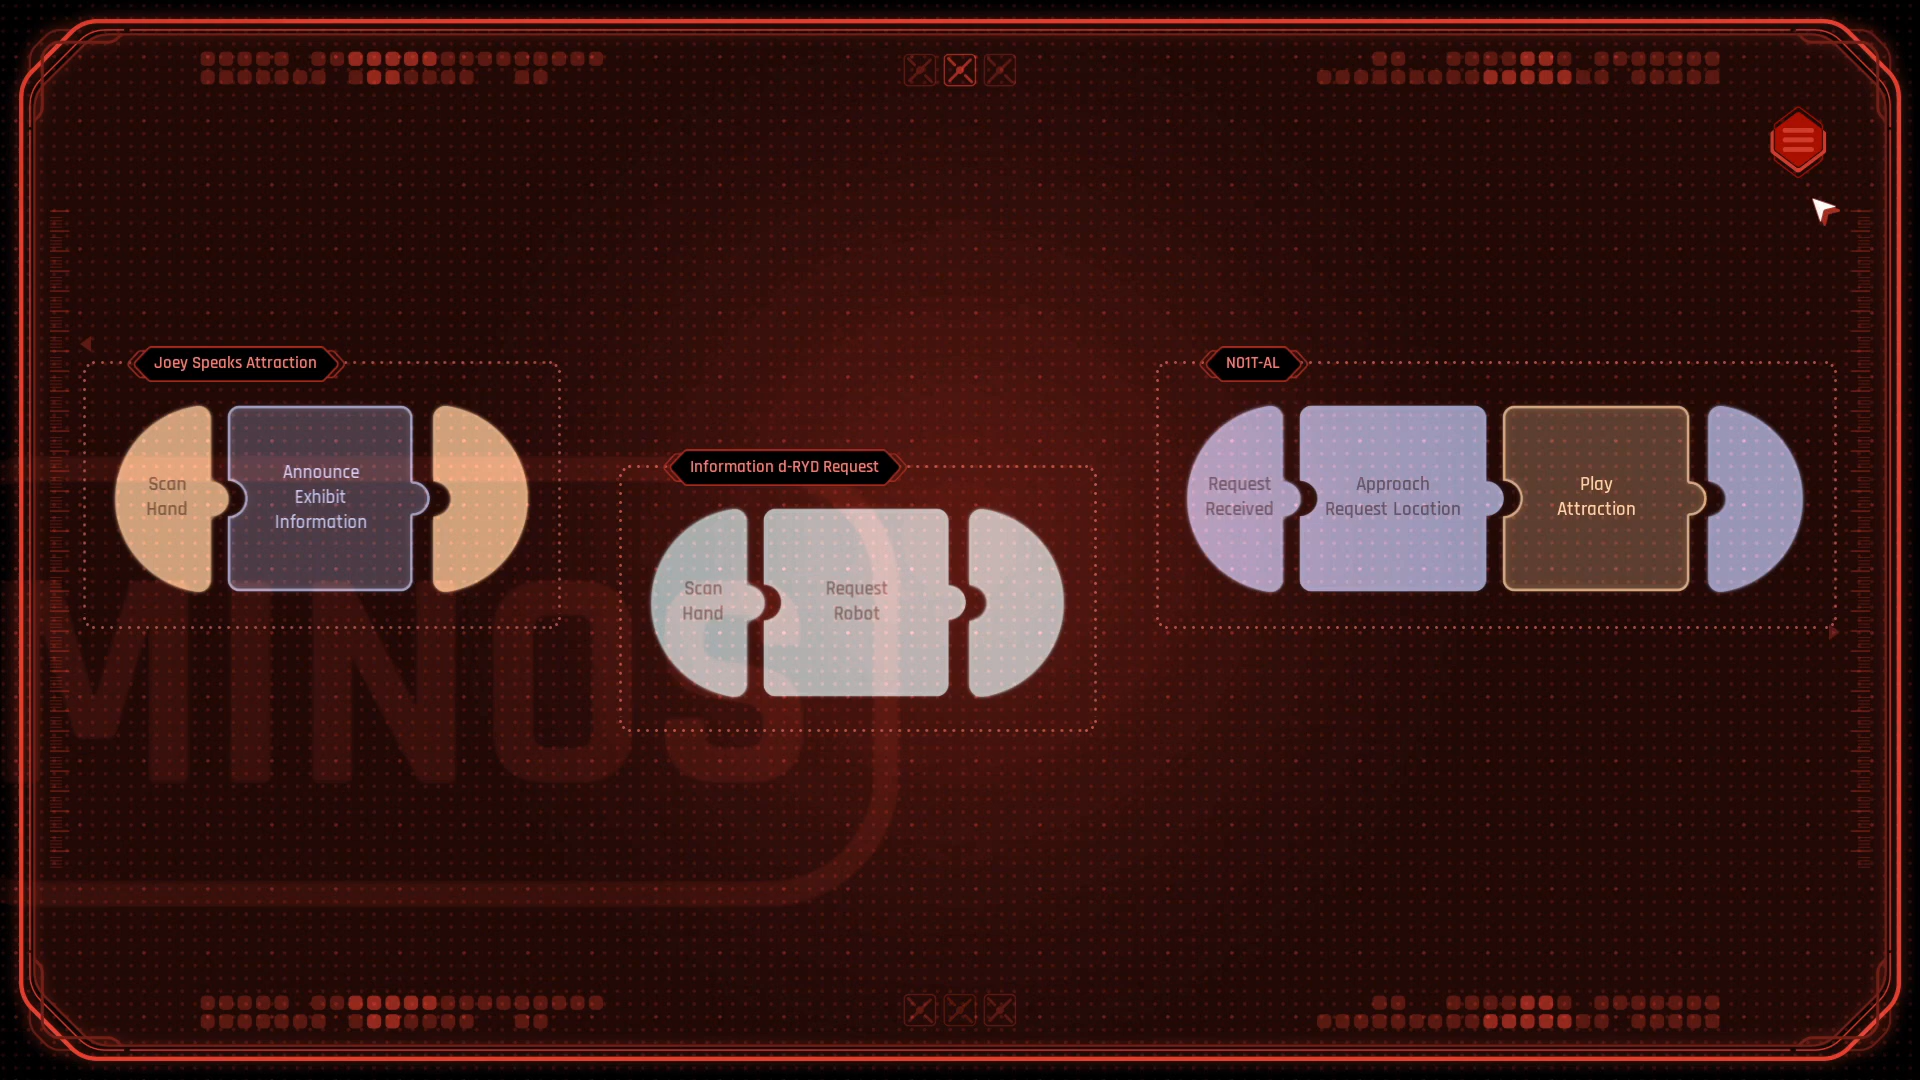 Joey Speaks Attraction
Scan
Hand
Announce
Exhibit
Information
Information d-RYD Request
Scan
Hand
Request
Robot
N01T-AL
Request
Received
Approach
Request Location
Play
Attraction
MINOS